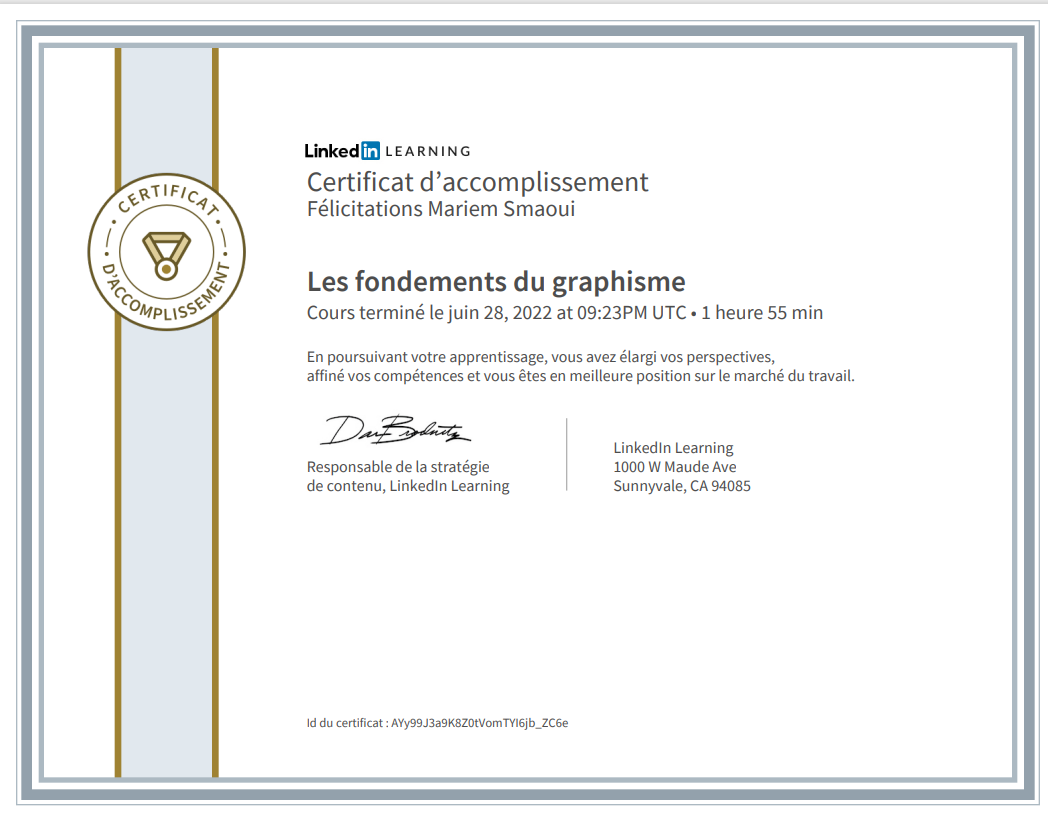 CERTIFICAT
D'ACCOMPLISSEMENT
Linkedin LEARNING
Certificat d’accomplissement
Félicitations Mariem Smaoui
Les fondements du graphisme
Cours terminé le juin 28, 2022 at 09:23PM UTC • 1 heure 55 min
En poursuivant votre apprentissage, vous avez élargi vos perspectives,
affiné vos compétences et vous êtes en meilleure position sur le marché du travail.
Responsable de la stratégie
de contenu, LinkedIn Learning
LinkedIn Learning
1000 W Maude Ave
Sunnyvale, CA 94085
Id du certificat : AYy99J3a9K8Z0tVomTYI6jb_ZC6e